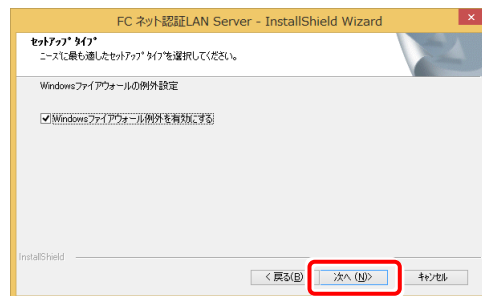 FC ネット認証LAN Server - InstallShield Wizard
セットアップ タイプ
ニーズに最も適したセットアップ タイプを選択してください。
Windowsファイアウォールの例外設定
Windowsファイアウォール例外を有効にする
InstallShield
< 戻る(B)
次へ (N)>
キャンセル